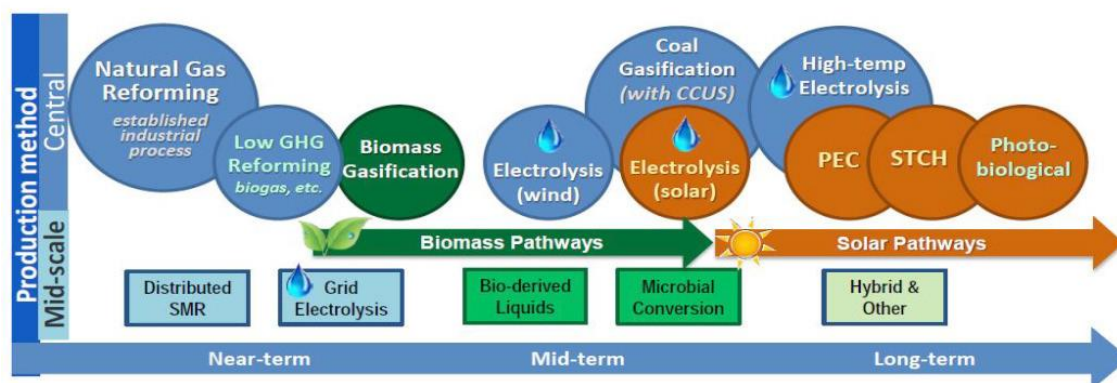 Production method
Central
Mid-scale
Natural Gas
Reforming
established
industrial
process
Low GHG
Reforming
biogas, etc.
Biomass
Gasification
Electrolysis
(wind)
Coal
Gasification
(with CCUS)
Electrolysis
(solar)
High-temp
Electrolysis
PEC
STCH
Photo-
biological
Biomass Pathways
Solar Pathways
Distributed
SMR
Grid
Electrolysis
Bio-derived
Liquids
Microbial
Conversion
Hybrid &
Other
Near-term
Mid-term
Long-term